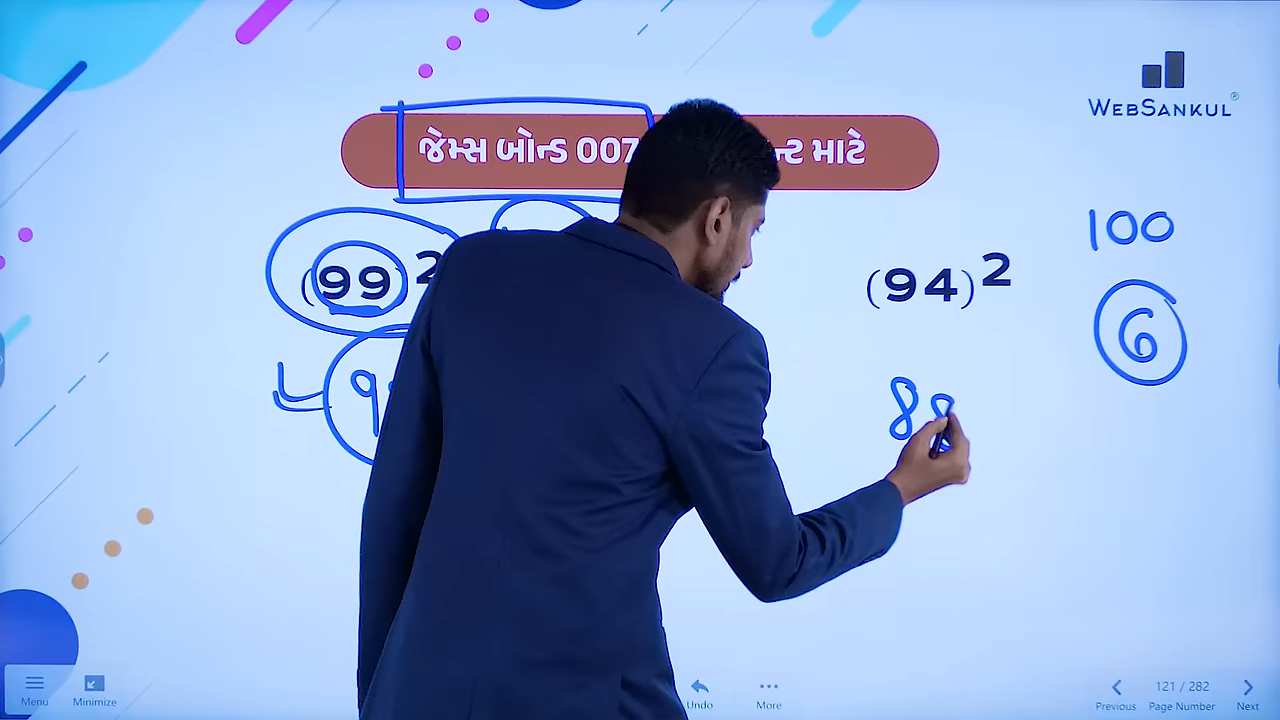 WEBSANKUL®
જેમ્સ બોન્ડ 007 માટે
(99)²
(94)²
100
6
9
88
Menu
Minimize
Undo
More
Previous
121 / 282
Page Number
Next